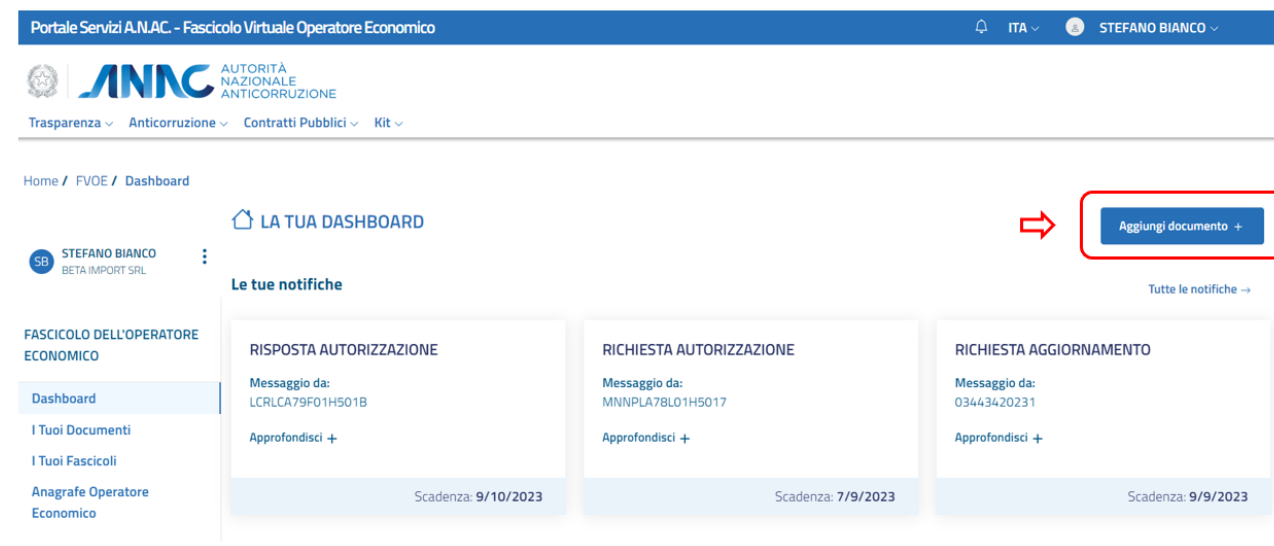 Portale Servizi A.N.AC. - Fascicolo Virtuale Operatore Economico
ITA
STEFANO BIANCO
ANAC
AUTORITÀ
NAZIONALE
ANTICORRUZIONE
Trasparenza
Anticorruzione
Contratti Pubblici
Kit
Home / FVOE / Dashboard
LA TUA DASHBOARD
Aggiungi documento +
SB
STEFANO BIANCO
BETA IMPORT SRL
Le tue notifiche
Tutte le notifiche →
FASCICOLO DELL'OPERATORE
ECONOMICO
Dashboard
I Tuoi Documenti
I Tuoi Fascicoli
Anagrafe Operatore
Economico
RISPOSTA AUTORIZZAZIONE
Messaggio da:
LCRLCA79F01H501B
Approfondisci +
Scadenza: 9/10/2023
RICHIESTA AUTORIZZAZIONE
Messaggio da:
MNNPLA78L01H5017
Approfondisci +
Scadenza: 7/9/2023
RICHIESTA AGGIORNAMENTO
Messaggio da:
03443420231
Approfondisci +
Scadenza: 9/9/2023